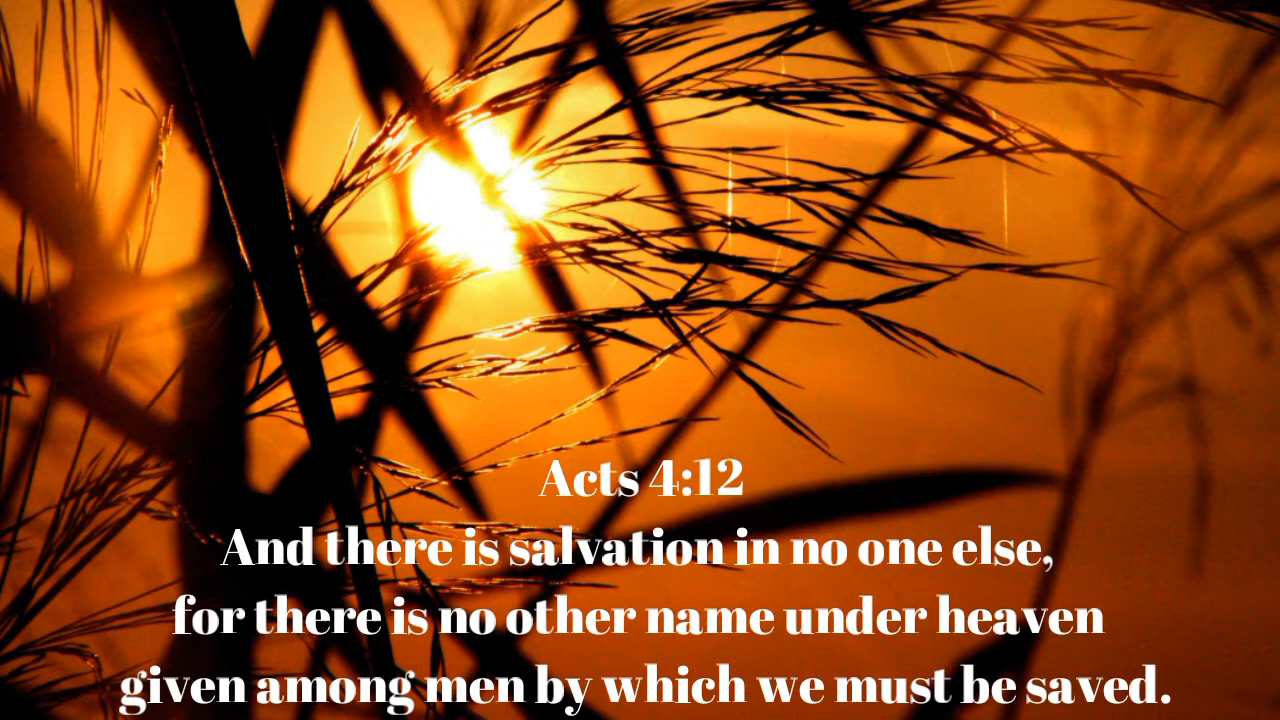 Acts 4:12
And there is salvation in no one else,
for there is no other name under heaven
given among men by which we must be saved.